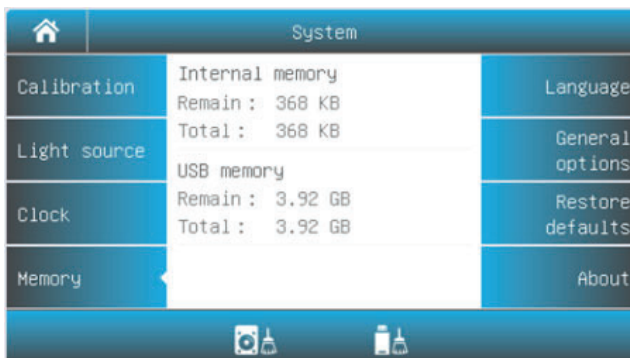 System
Calibration
Light source
Clock
Memory
Internal memory
Remain : 368 KB
Total : 368 KB
USB memory
Remain : 3.92 GB
Total : 3.92 GB
Language
General
options
Restore
defaults
About